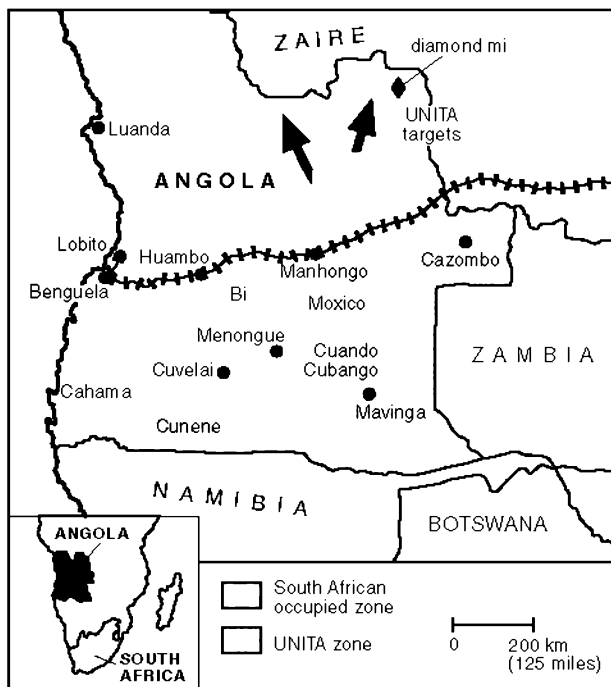 ZAIRE
diamond mi
UNITA
targets
Luanda
ANGOLA
Lobito
Huambo
Manhongo
Cazombo
Benguela
Bi
Moxico
Menongue
Cuando
Cubango
Cuvelai
ZAMBIA
Cahama
Mavinga
Cunene
NAMIBIA
BOTSWANA
ANGOLA
SOUTH
AFRICA
South African
occupied zone
UNITA zone
0 200 km
(125 miles)